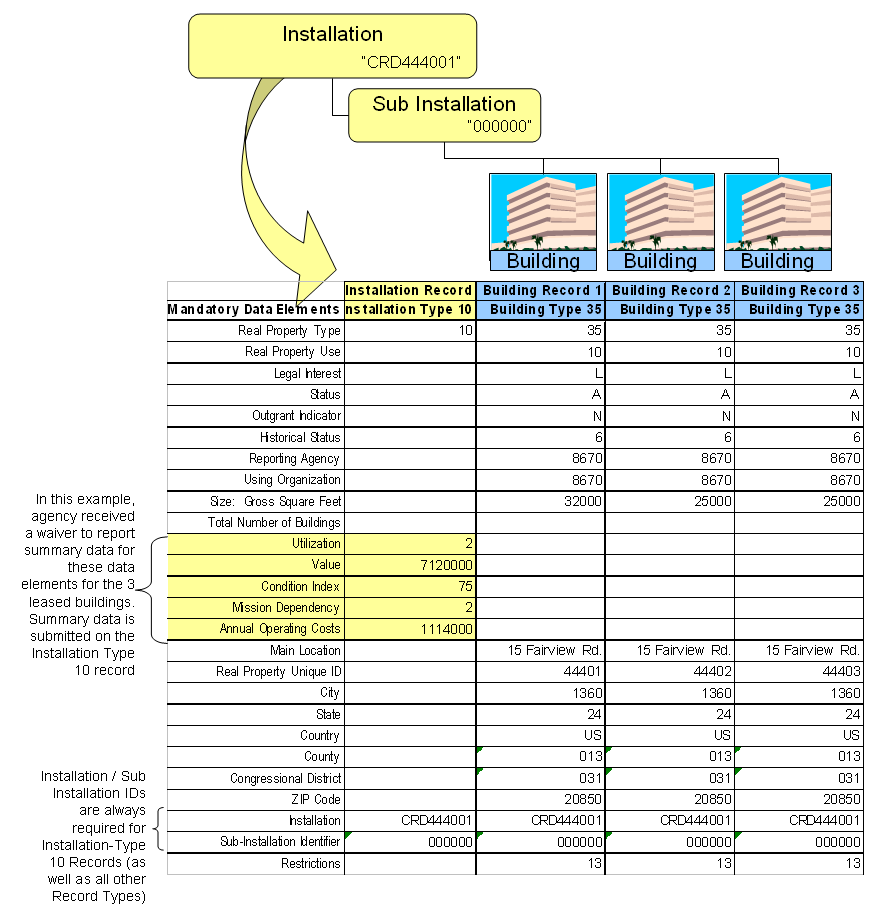 Installation
"CRD444001"
Sub Installation
"000000"
Building Building Building
Installation Record Building Record 1 Building Record 2 Building Record 3
Mandatory Data Elements nstallation Type 10 Building Type 35 Building Type 35 Building Type 35
Real Property Type 10 35 35 35
Real Property Use 10 10 10
Legal Interest L L L
Status A A A
Outgrant Indicator N N N
Historical Status 6 6 6
Reporting Agency 8670 8670 8670
Using Organization 8670 8670 8670
Size: Gross Square Feet 32000 25000 25000
Total Number of Buildings
Utilization 2
Value 7120000
Condition Index 75
Mission Dependency 2
Annual Operating Costs 1114000
Main Location 15 Fairview Rd. 15 Fairview Rd. 15 Fairview Rd.
Real Property Unique ID 44401 44402 44403
City 1360 1360 1360
State 24 24 24
Country US US US
County 013 013 013
Congressional District 031 031 031
ZIP Code 20850 20850 20850
Installation CRD444001 CRD444001 CRD444001 CRD444001
Sub-Installation Identifier 000000 000000 000000 000000
Restrictions 13 13 13
In this example,
agency received
a waiver to report
summary data for
these data
elements for the 3
leased buildings.
Summary data is
submitted on the
Installation Type
10 record
Installation / Sub
Installation IDs
are always
required for
Installation-Type
10 Records (as
well as all other
Record Types)